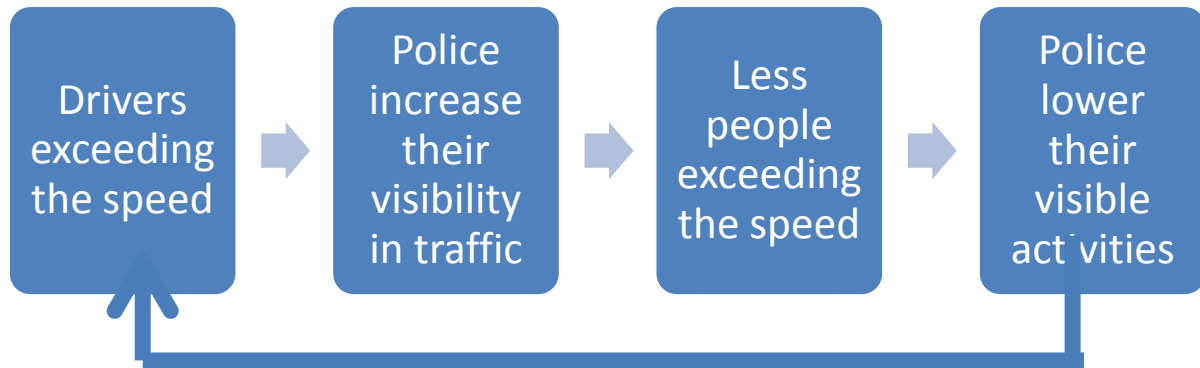 Drivers
exceeding
the speed
Police
increase
their
visibility
in traffic
Less
people
exceeding
the speed
Police
lower
their
visible
activities